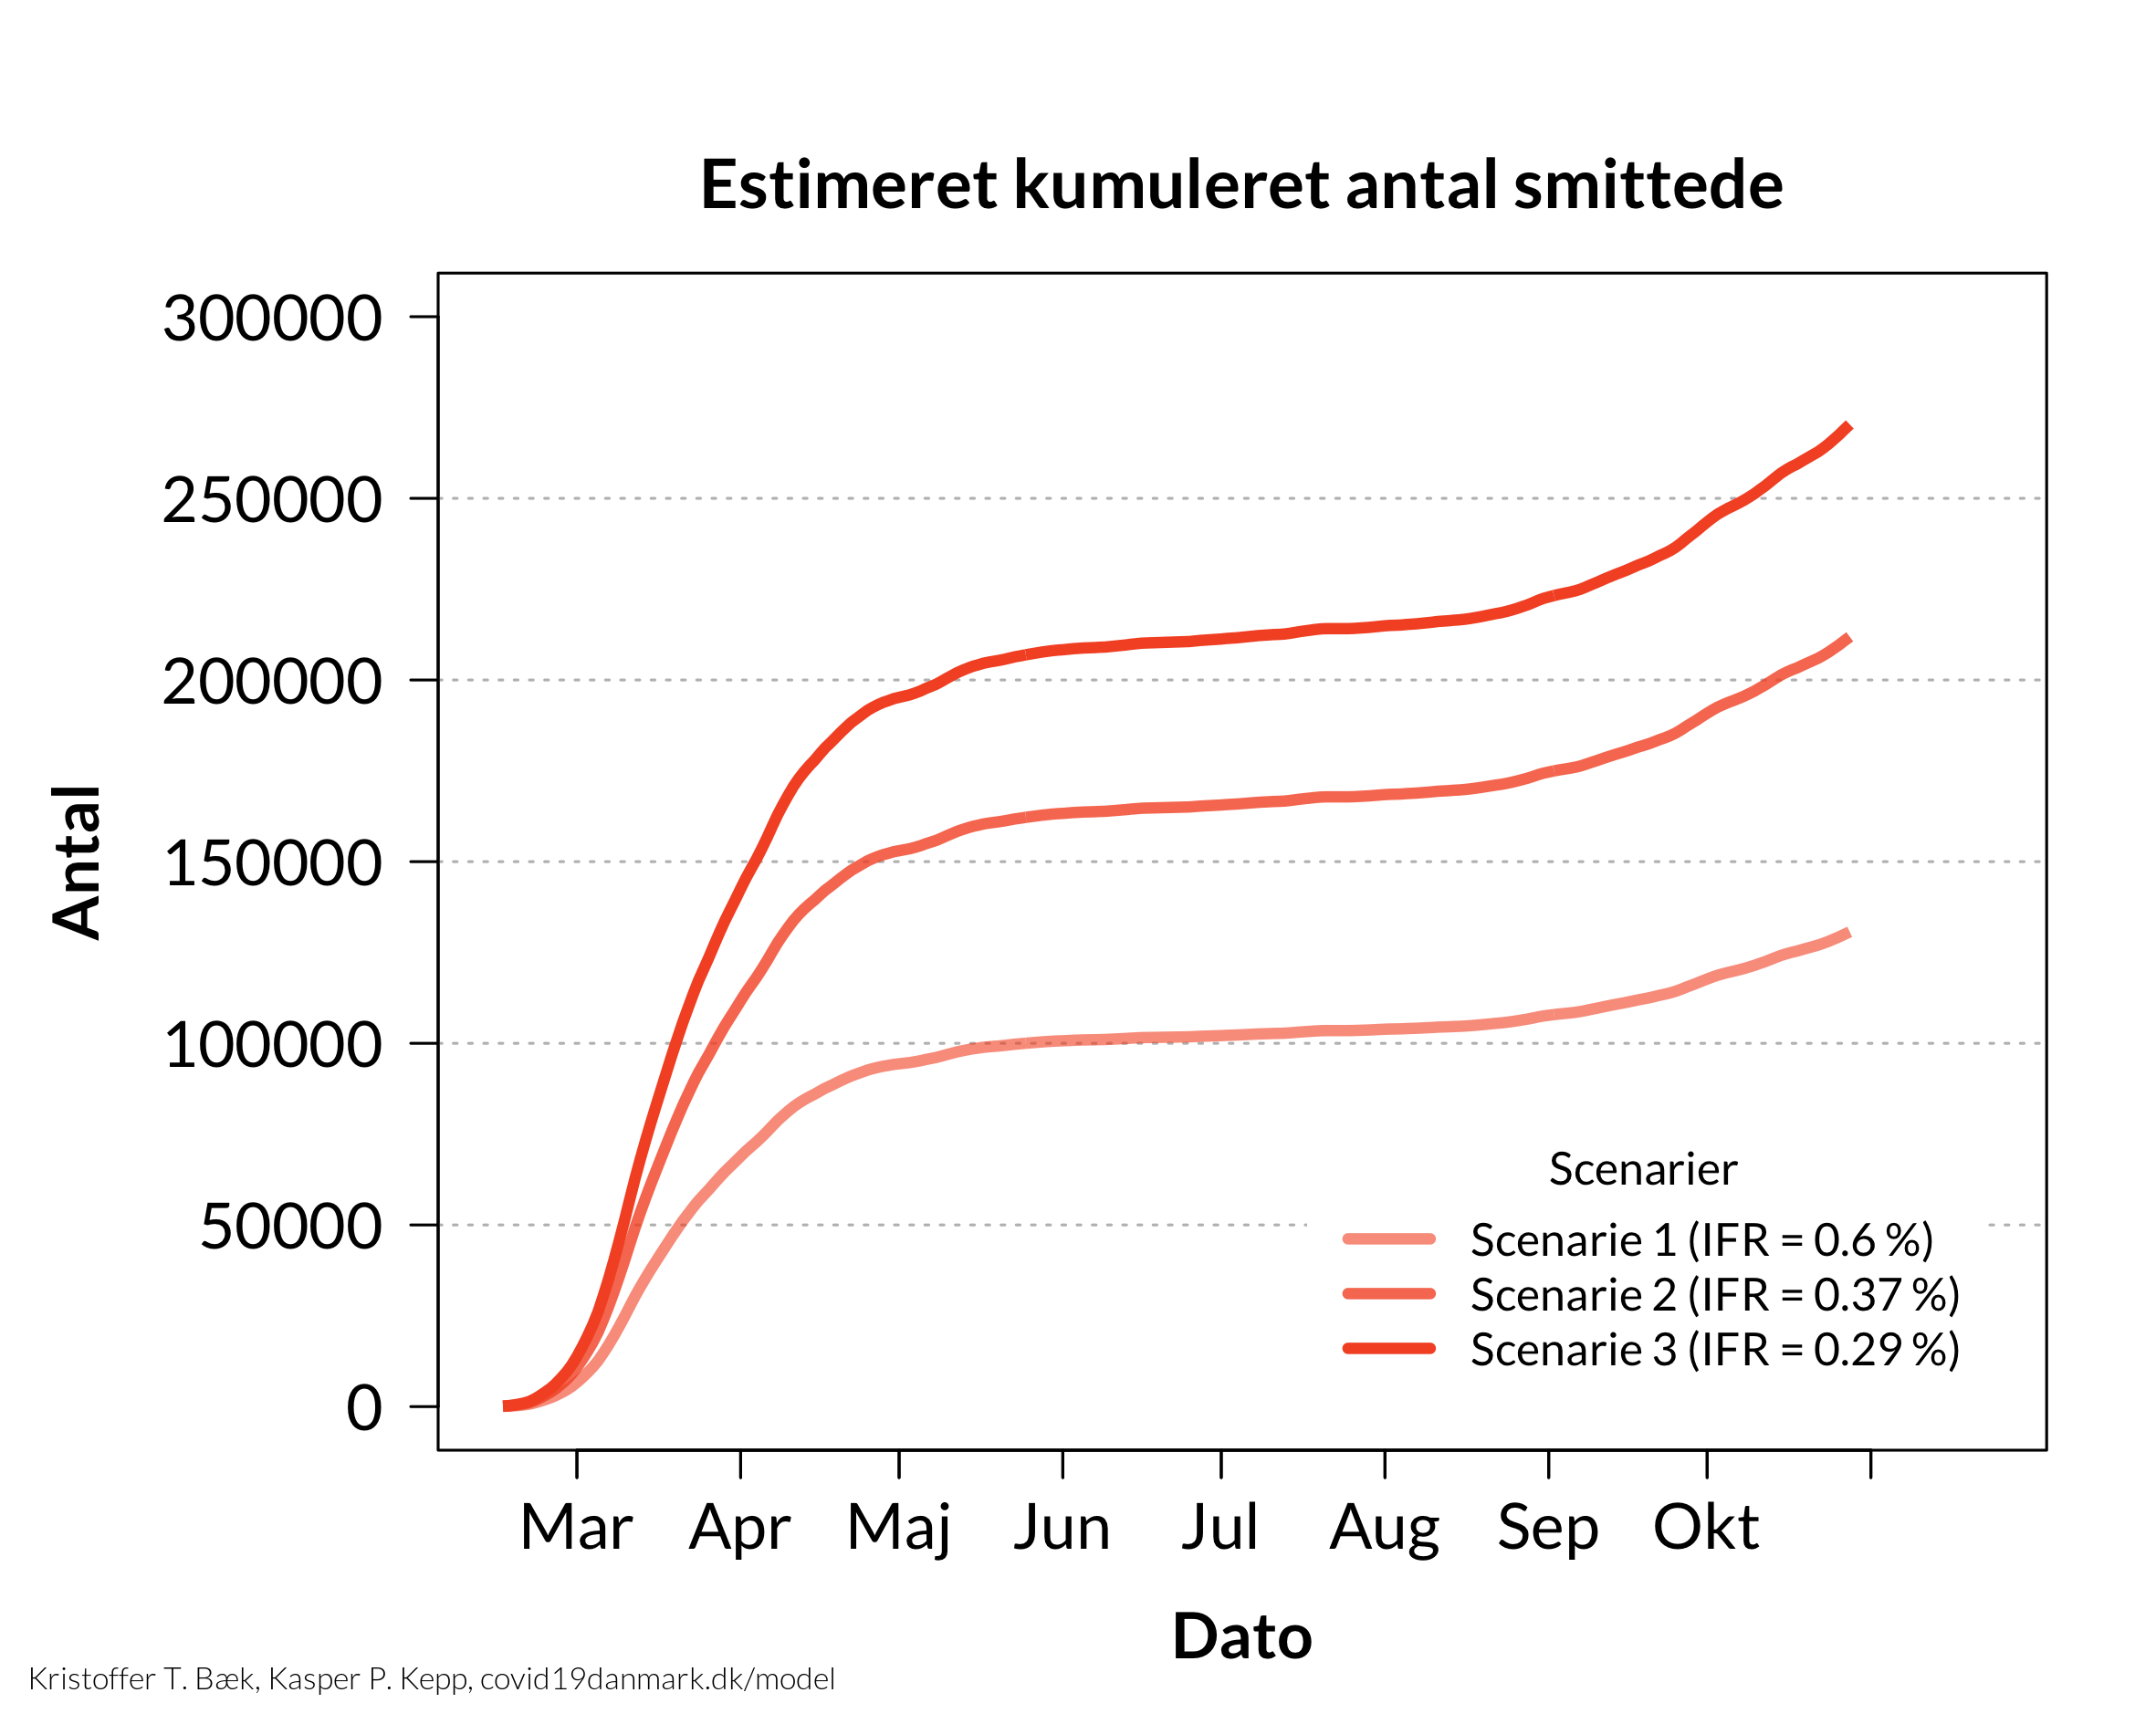 Estimeret kumuleret antal smittede
300000
250000
200000
150000
100000
50000
0
Antal
Scenarier
Scenarie 1 (IFR = 0.6 %)
Scenarie 2 (IFR = 0.37 %)
Scenarie 3 (IFR = 0.29 %)
Mar Apr Maj Jun Jul Aug Sep Okt
Dato
Kristoffer T. Bæk, Kasper P. Kepp, covid19danmark.dk/model